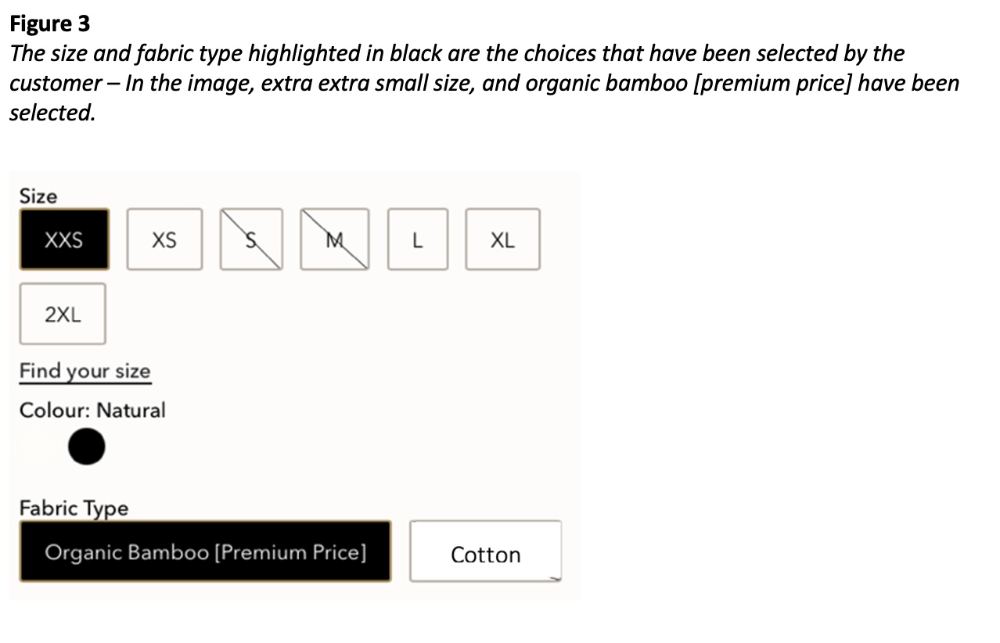 Figure 3
The size and fabric type highlighted in black are the choices that have been selected by the
customer – In the image, extra extra small size, and organic bamboo [premium price] have been
selected.
Size
XXS XS S M L XL
2XL
Find your size
Colour: Natural
Fabric Type
Organic Bamboo [Premium Price] Cotton